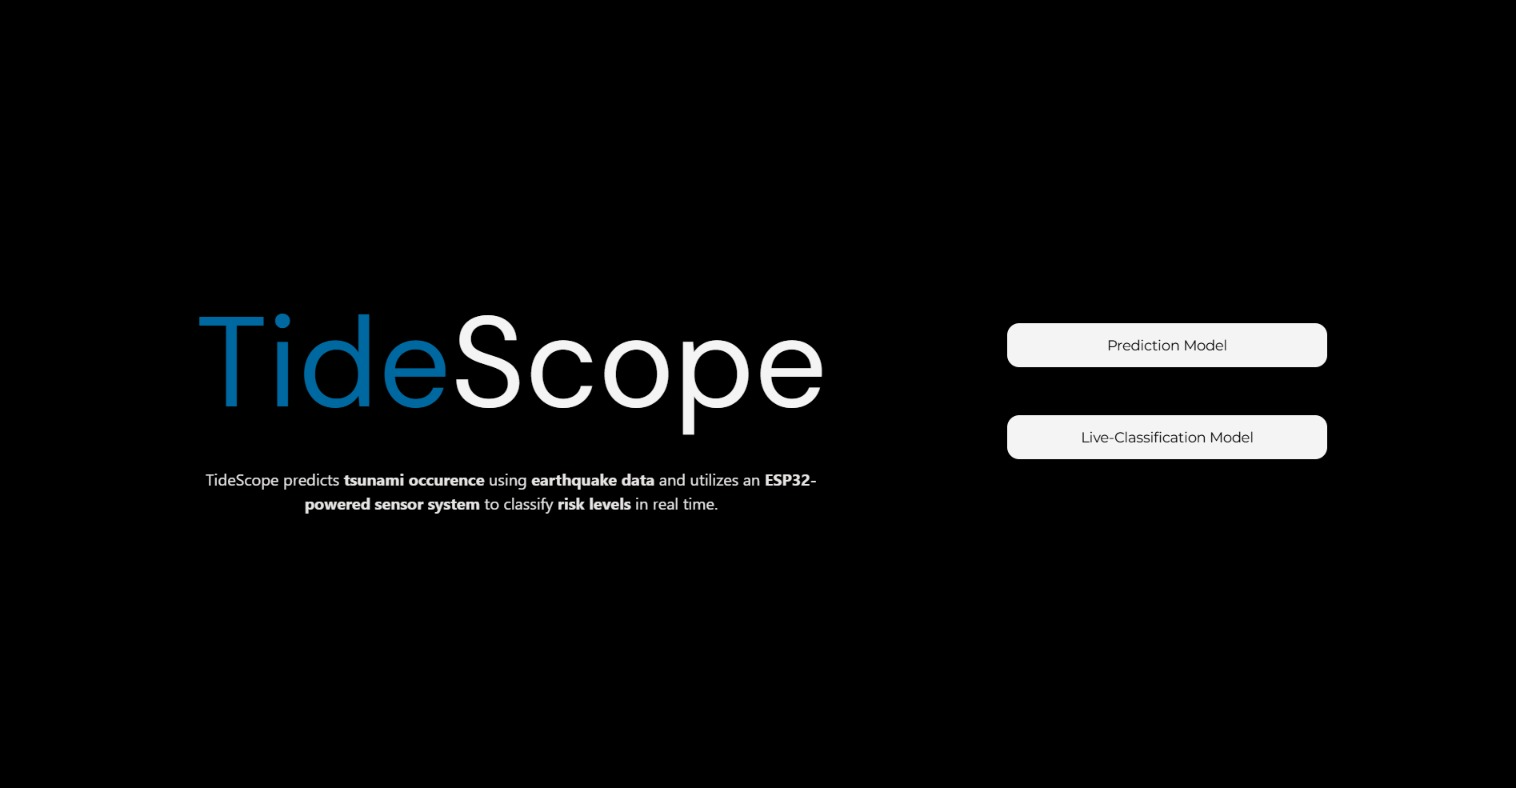 TideScope
TideScope predicts tsunami occurence using earthquake data and utilizes an ESP32-
powered sensor system to classify risk levels in real time.
Prediction Model
Live-Classification Model